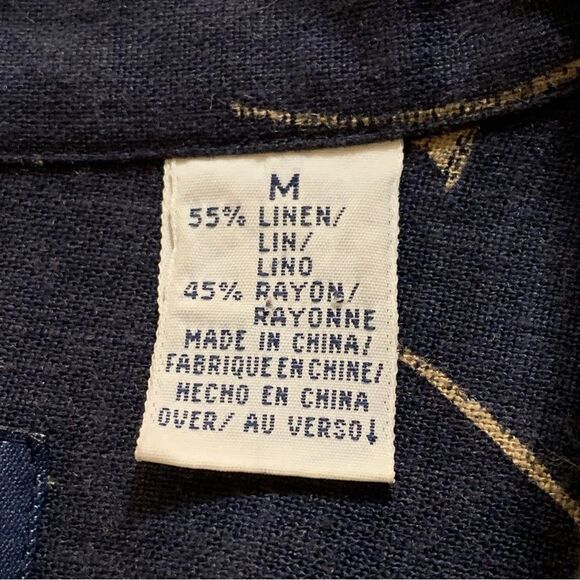 M
55% LINEN/
LIN/
LINO
45% RAYON/
RAYONNE
MADE IN CHINA/
FABRIQUE EN CHINE/
HECHO EN CHINA
OVER/ AU VERSO↓